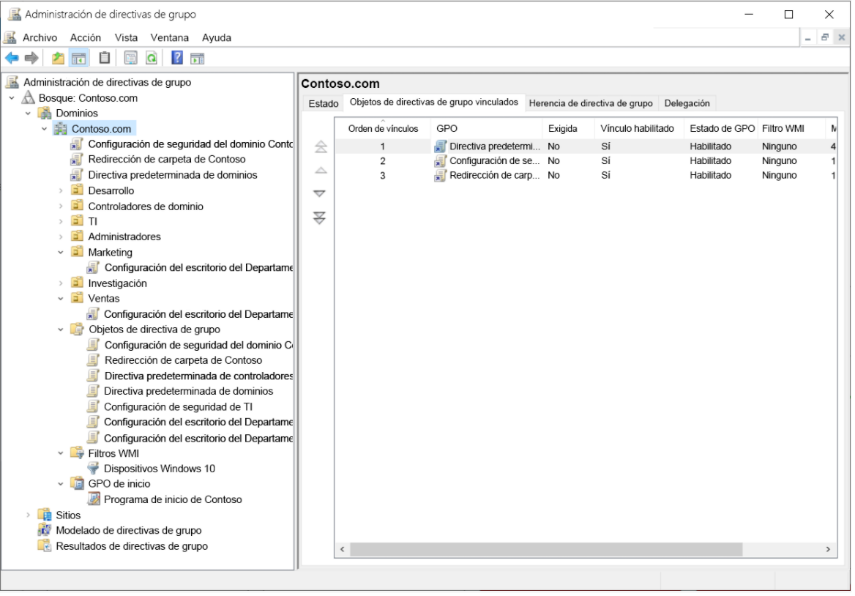 Administración de directivas de grupo
Archivo Acción Vista Ventana Ayuda
Administración de directivas de grupo
Bosque: Contoso.com
Dominios
Contoso.com
Configuración de seguridad del dominio Contc
Redirección de carpeta de Contoso
Directiva predeterminada de dominios
Desarrollo
Controladores de dominio
TI
Administradores
Marketing
Configuración del escritorio del Departame
Investigación
Ventas
Configuración del escritorio del Departame
Objetos de directiva de grupo
Configuración de seguridad del dominio Co
Redirección de carpeta de Contoso
Directiva predeterminada de controladores
Directiva predeterminada de dominios
Configuración de seguridad de TI
Configuración del escritorio del Departame
Configuración del escritorio del Departame
Filtros WMI
Dispositivos Windows 10
GPO de inicio
Programa de inicio de Contoso
Sitios
Modelado de directivas de grupo
Resultados de directivas de grupo
Contoso.com
Estado Objetos de directivas de grupo vinculados Herencia de directiva de grupo Delegación
Orden de vínculos GPO Exigida Vínculo habilitado Estado de GPO Filtro WMI M
1 Directiva predetermi... No Sí Habilitado Ninguno 4
2 Configuración de se... No Sí Habilitado Ninguno 1
3 Redirección de carp... No Sí Habilitado Ninguno 1